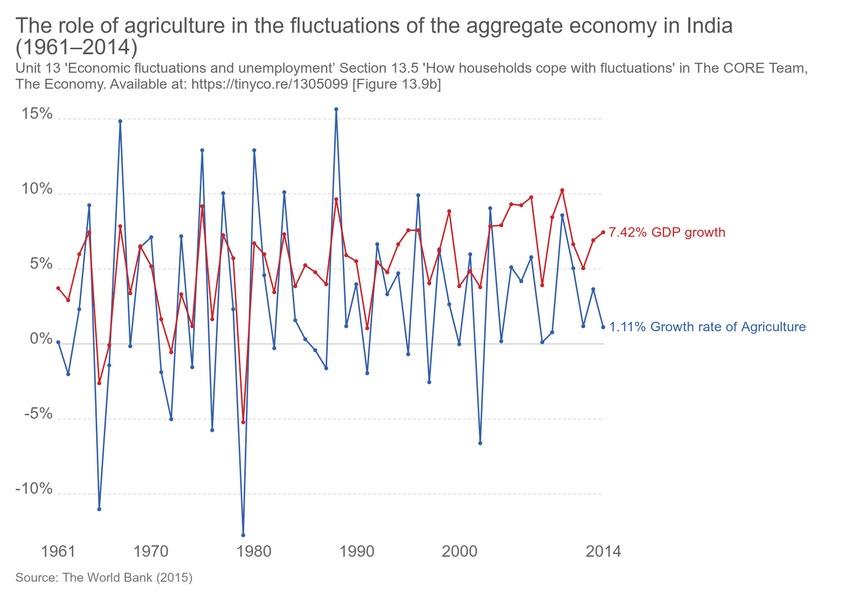 The role of agriculture in the fluctuations of the aggregate economy in India
(1961–2014)
Unit 13 'Economic fluctuations and unemployment’ Section 13.5 'How households cope with fluctuations' in The CORE Team,
The Economy. Available at: https://tinyco.re/1305099 [Figure 13.9b]
15%
10%
7.42% GDP growth
5%
1.11% Growth rate of Agriculture
0%
-5%
-10%
1961 1970 1980 1990 2000 2014
Source: The World Bank (2015)